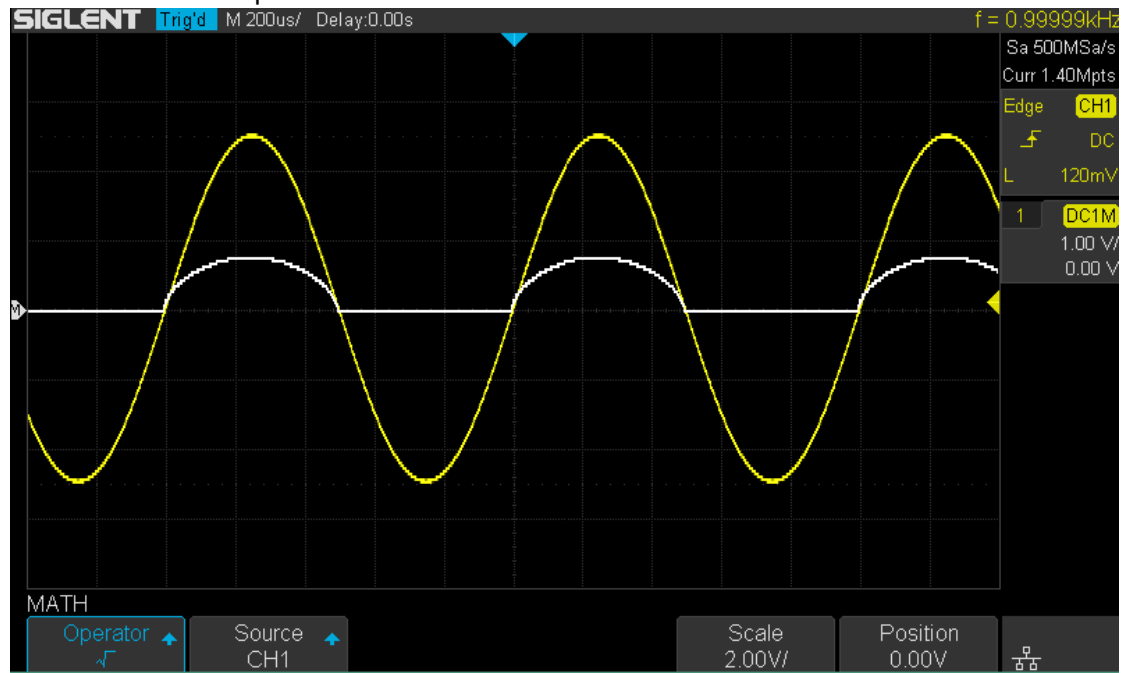 SIGLENT Trig'd M 200us/ Delay:0.00s f = 0.99999kHz
Sa 500MSa/s
Curr 1.40Mpts
Edge CH1
DC
L 120mV
1 DC1M
1.00 V/
0.00 V
M
MATH
Operator Source Scale Position
√ CH1 2.00V/ 0.00V